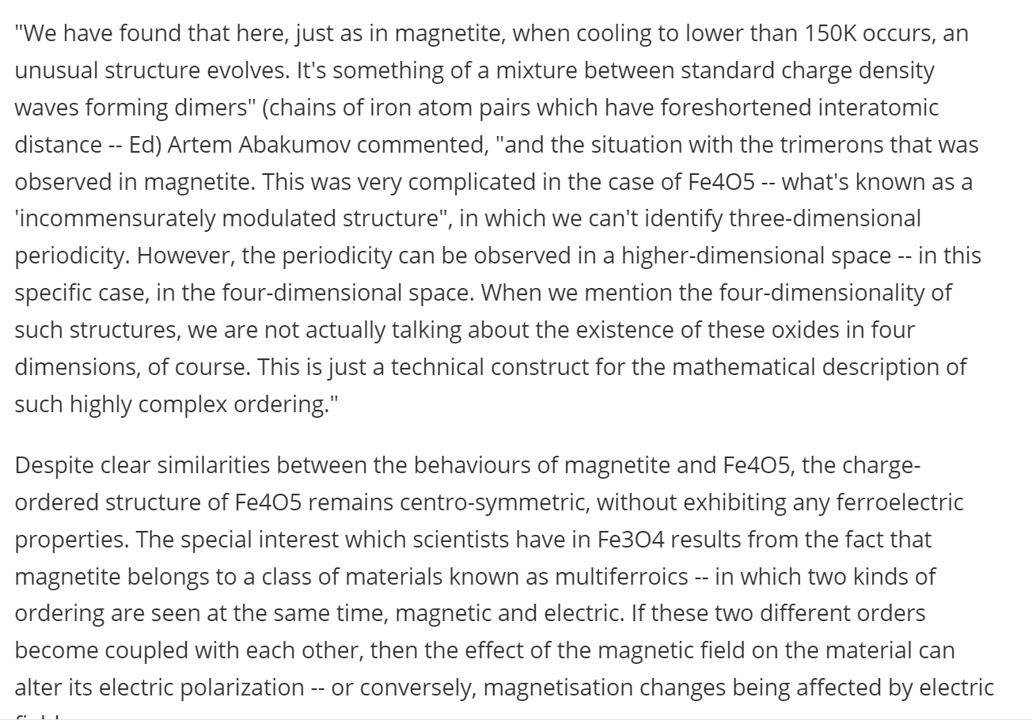 "We have found that here, just as in magnetite, when cooling to lower than 150K occurs, an
unusual structure evolves. It's something of a mixture between standard charge density
waves forming dimers" (chains of iron atom pairs which have foreshortened interatomic
distance -- Ed) Artem Abakumov commented, "and the situation with the trimerons that was
observed in magnetite. This was very complicated in the case of Fe4O5 -- what's known as a
'incommensurately modulated structure", in which we can't identify three-dimensional
periodicity. However, the periodicity can be observed in a higher-dimensional space -- in this
specific case, in the four-dimensional space. When we mention the four-dimensionality of
such structures, we are not actually talking about the existence of these oxides in four
dimensions, of course. This is just a technical construct for the mathematical description of
such highly complex ordering."
Despite clear similarities between the behaviours of magnetite and Fe4O5, the charge-
ordered structure of Fe4O5 remains centro-symmetric, without exhibiting any ferroelectric
properties. The special interest which scientists have in Fe3O4 results from the fact that
magnetite belongs to a class of materials known as multiferroics -- in which two kinds of
ordering are seen at the same time, magnetic and electric. If these two different orders
become coupled with each other, then the effect of the magnetic field on the material can
alter its electric polarization -- or conversely, magnetisation changes being affected by electric